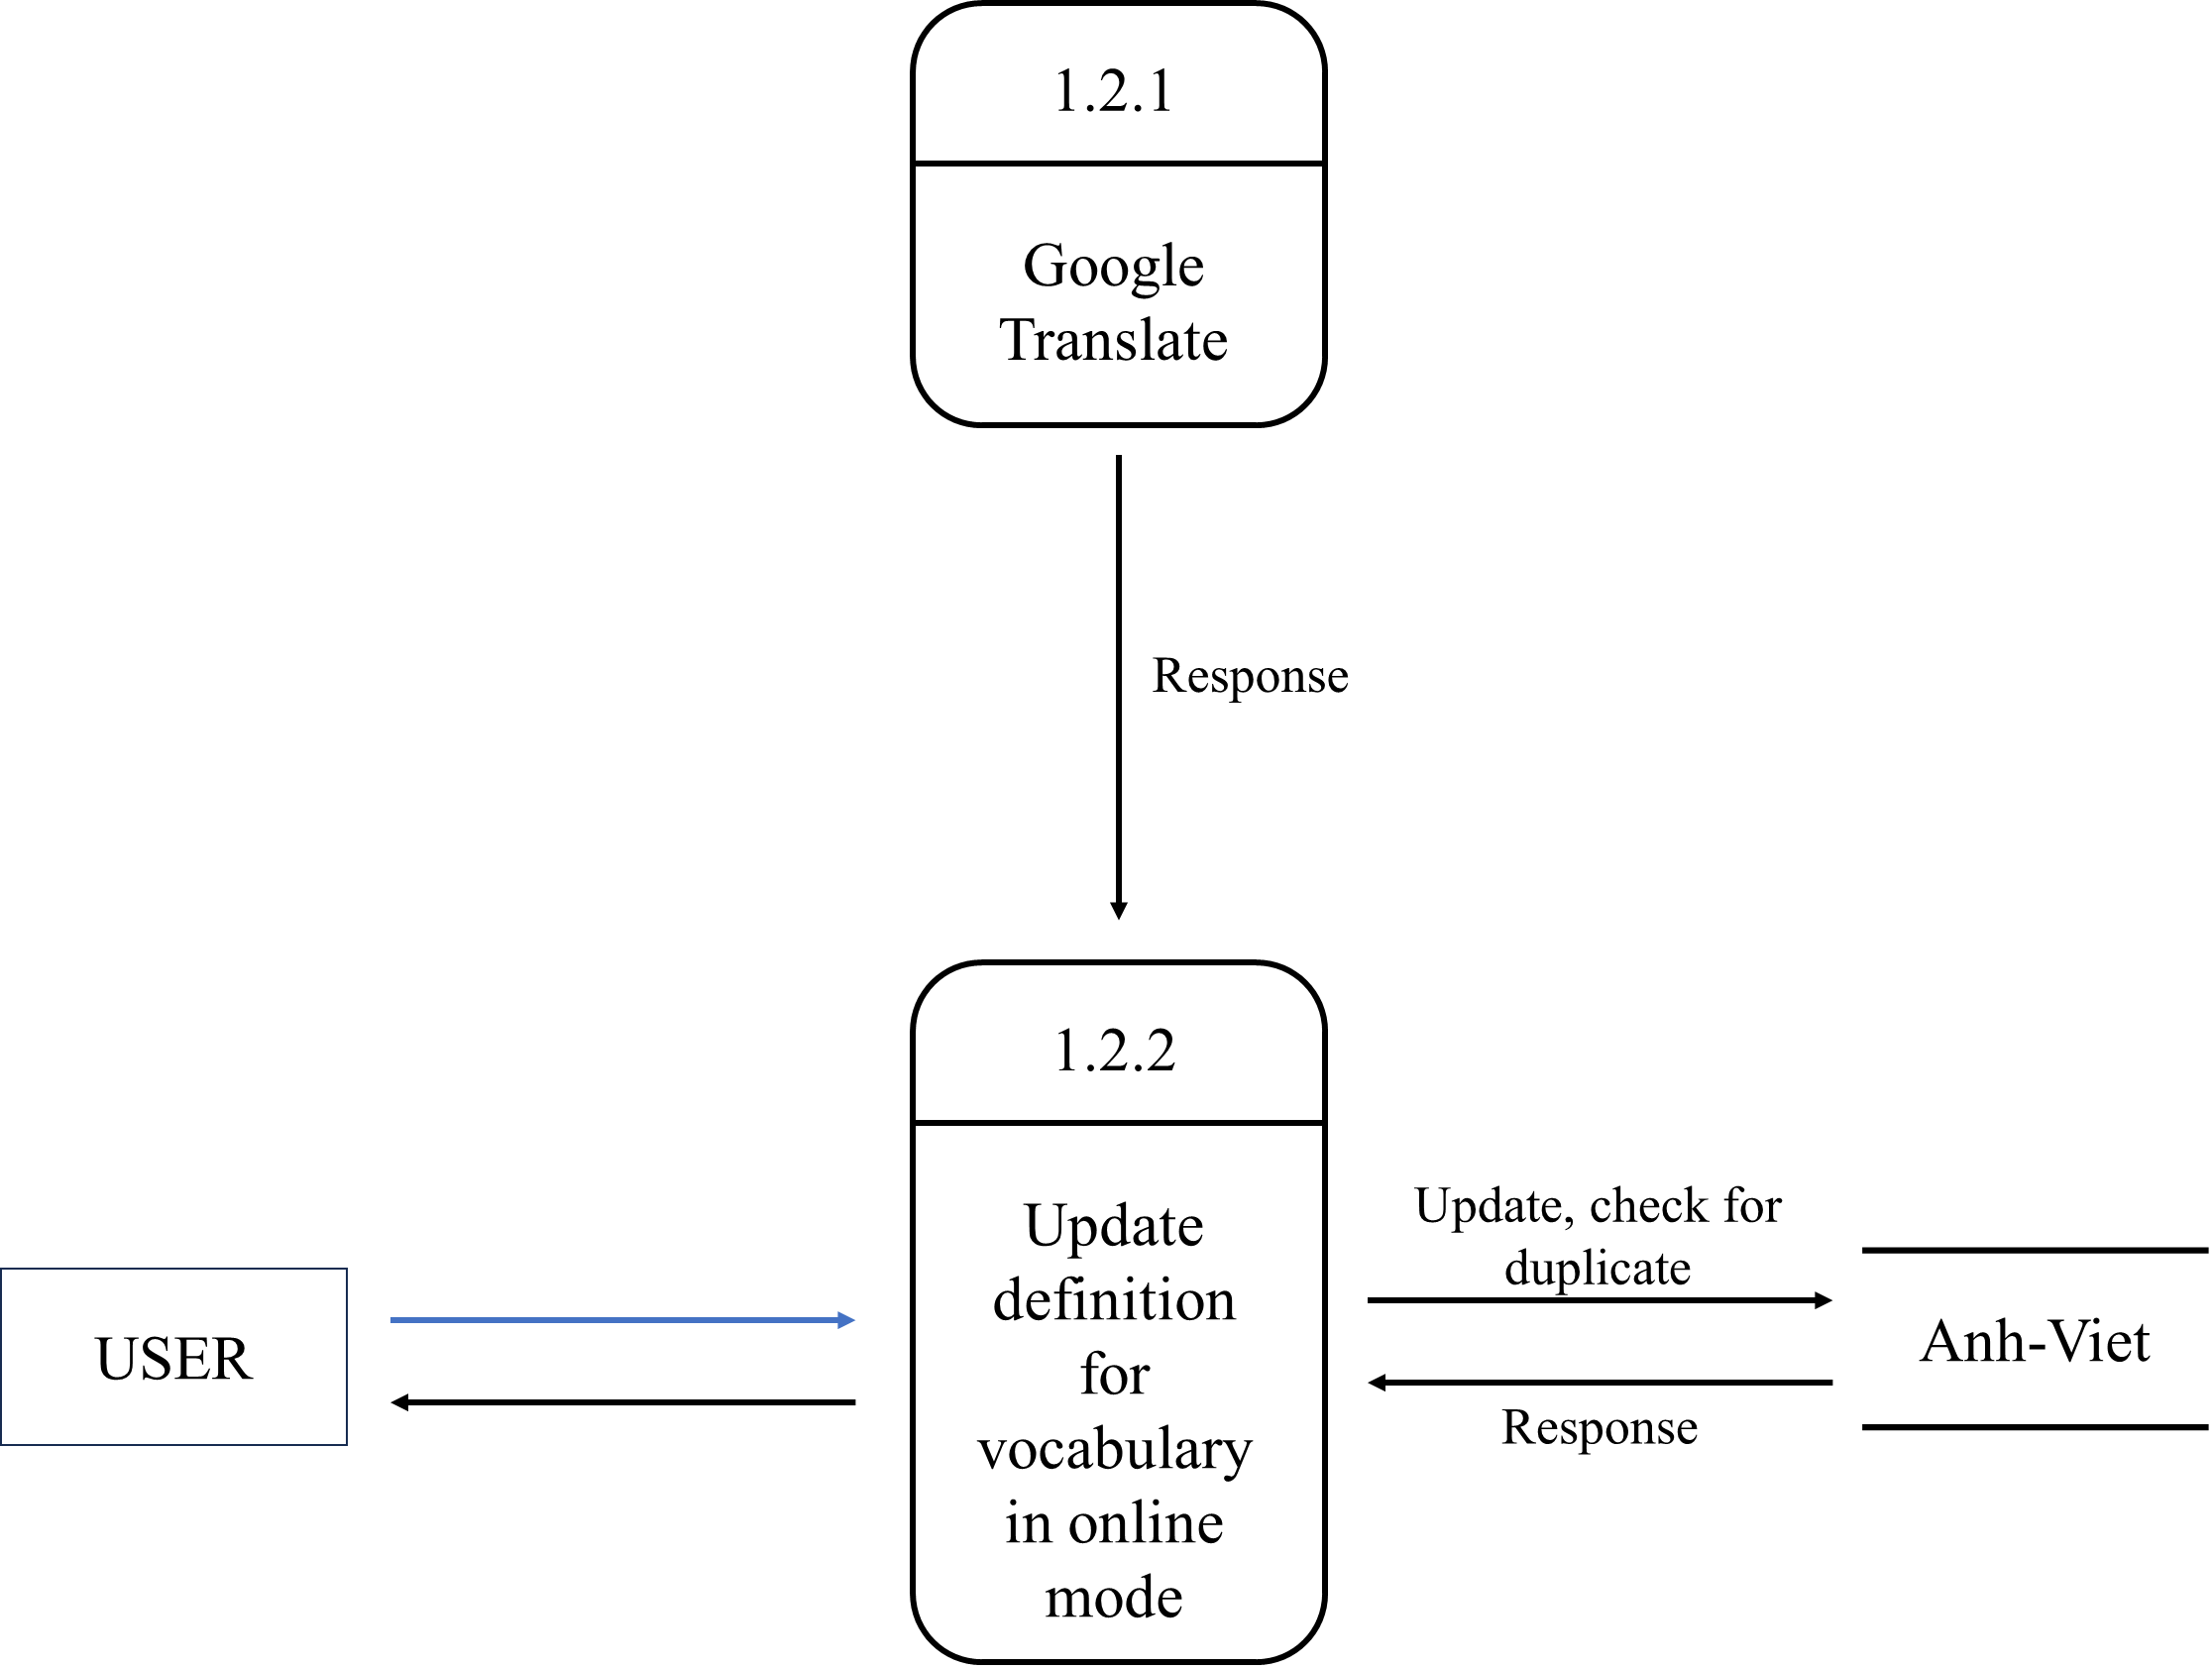 1.2.1
Google
Translate
Response
1.2.2
Update
definition
for
vocabulary
in online
mode
USER
Update, check for
duplicate
Response
Anh-Viet